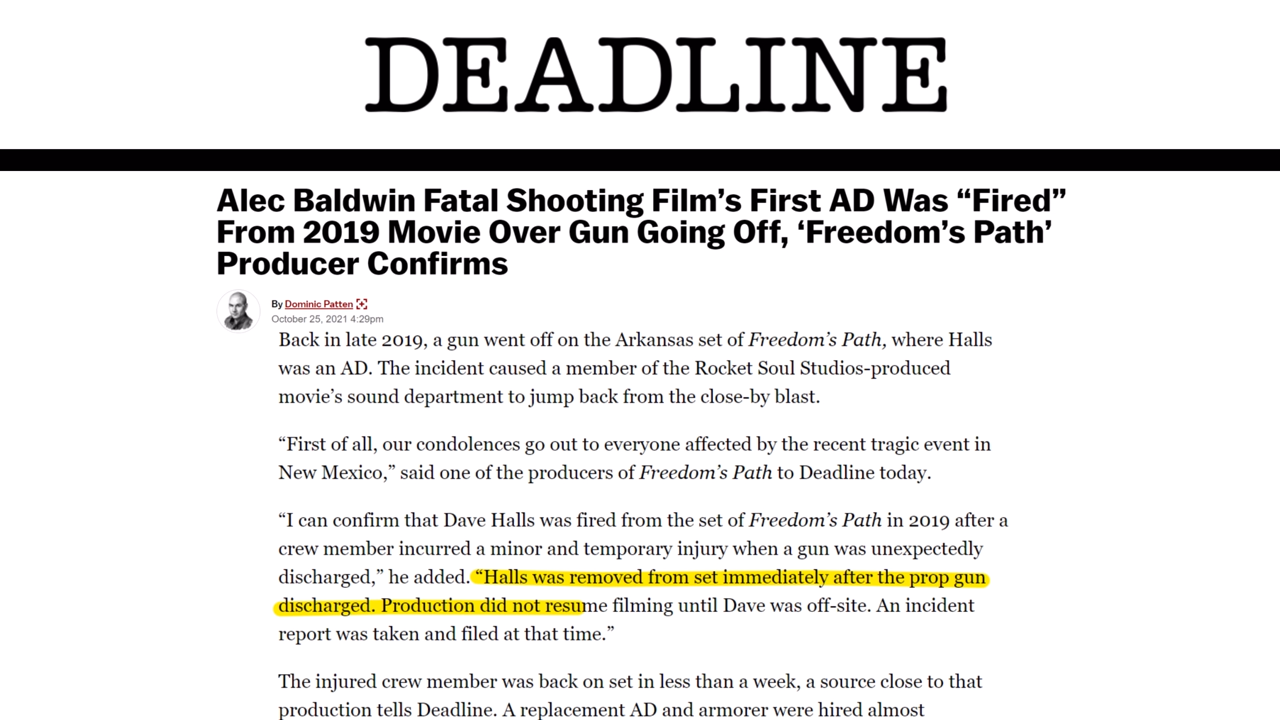 DEADLINE
Alec Baldwin Fatal Shooting Film’s First AD Was “Fired”
From 2019 Movie Over Gun Going Off, ‘Freedom’s Path’
Producer Confirms
By Dominic Patten
October 25, 2021 4:29pm
Back in late 2019, a gun went off on the Arkansas set of Freedom’s Path, where Halls
was an AD. The incident caused a member of the Rocket Soul Studios-produced
movie’s sound department to jump back from the close-by blast.
“First of all, our condolences go out to everyone affected by the recent tragic event in
New Mexico,” said one of the producers of Freedom’s Path to Deadline today.
“I can confirm that Dave Halls was fired from the set of Freedom’s Path in 2019 after a
crew member incurred a minor and temporary injury when a gun was unexpectedly
discharged,” he added. “Halls was removed from set immediately after the prop gun
discharged. Production did not resume filming until Dave was off-site. An incident
report was taken and filed at that time.”
The injured crew member was back on set in less than a week, a source close to that
production tells Deadline. A replacement AD and armorer were hired almost